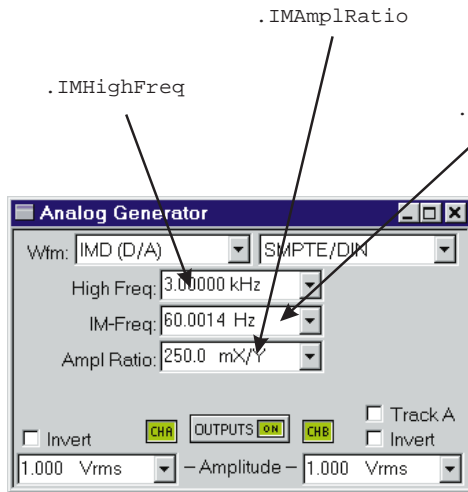 .IMAmplRatio
.IMHighFreq
.
Analog Generator
Wfm: IMD (D/A) SMPTE/DIN
High Freq: 3.00000 kHz
IM-Freq: 60.0014 Hz
Ampl Ratio: 250.0 mX/Y
Track A
Invert CHA OUTPUTS ON CHB Invert
1.000 Vrms – Amplitude – 1.000 Vrms